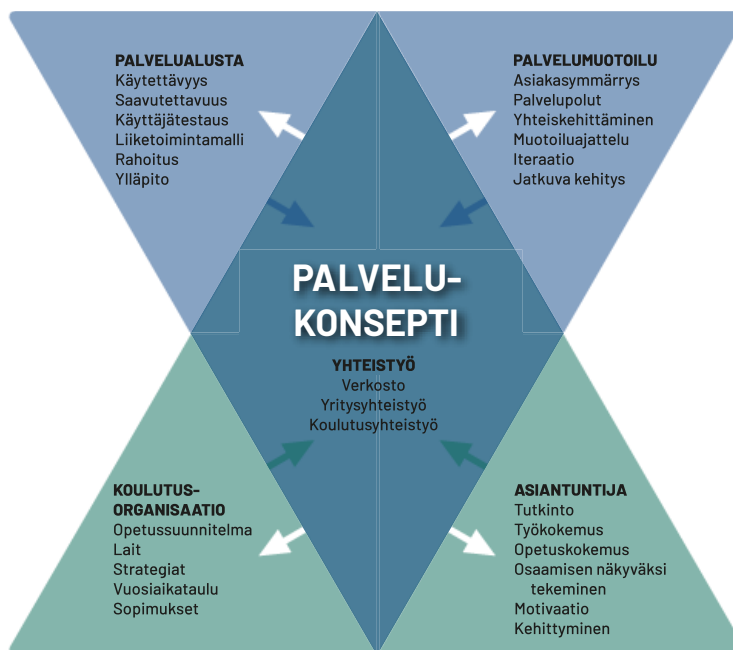 PALVELUALUSTA
Käytettävyys
Saavutettavuus
Käyttäjätestaus
Liiketoimintamalli
Rahoitus
Ylläpito
PALVELUMUOTOILU
Asiakasymmärrys
Palvelupolut
Yhteiskehittäminen
Muotoiluajattelu
Iteraatio
Jatkuva kehitys
PALVELU-
KONSEPTI
YHTEISTYÖ
Verkosto
Yritysyhteistyö
Koulutusyhteistyö
KOULUTUS-
ORGANISAATIO
Opetussuunnitelma
Lait
Strategiat
Vuosiaikataulu
Sopimukset
ASIANTUNTIJA
Tutkinto
Työkokemus
Opetuskokemus
Osaamisen näkyväksi
tekeminen
Motivaatio
Kehittyminen